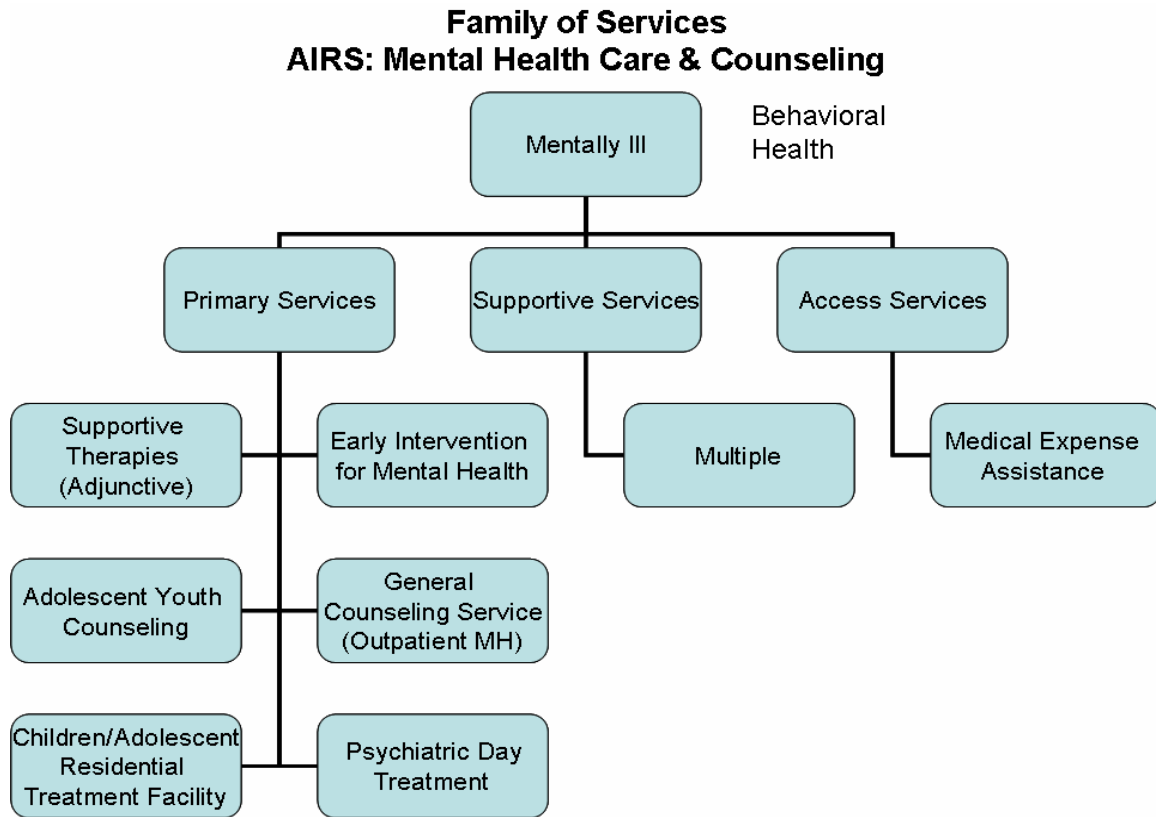 Family of Services
AIRS: Mental Health Care & Counseling
Mentally Ill
Behavioral
Health
Primary Services
Supportive Services
Access Services
Supportive
Therapies
(Adjunctive)
Early Intervention
for Mental Health
Multiple
Medical Expense
Assistance
Adolescent Youth
Counseling
General
Counseling Service
(Outpatient MH)
Children/Adolescent
Residential
Treatment Facility
Psychiatric Day
Treatment